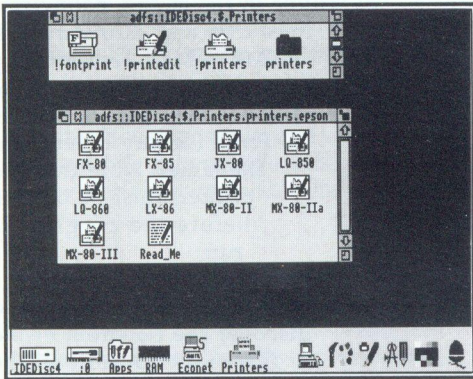 adfs::IDEDisc4.$.Printers
!fontprint !printedit !printers printers
adfs::IDEDisc4.$.Printers.printers.epson
FX-80 FX-85 JX-80 LQ-850
LQ-860 LX-86 MX-80-II MX-80-IIa
MX-80-III Read_Me
IDEDisc4 :0 Apps RAM Econet Printers